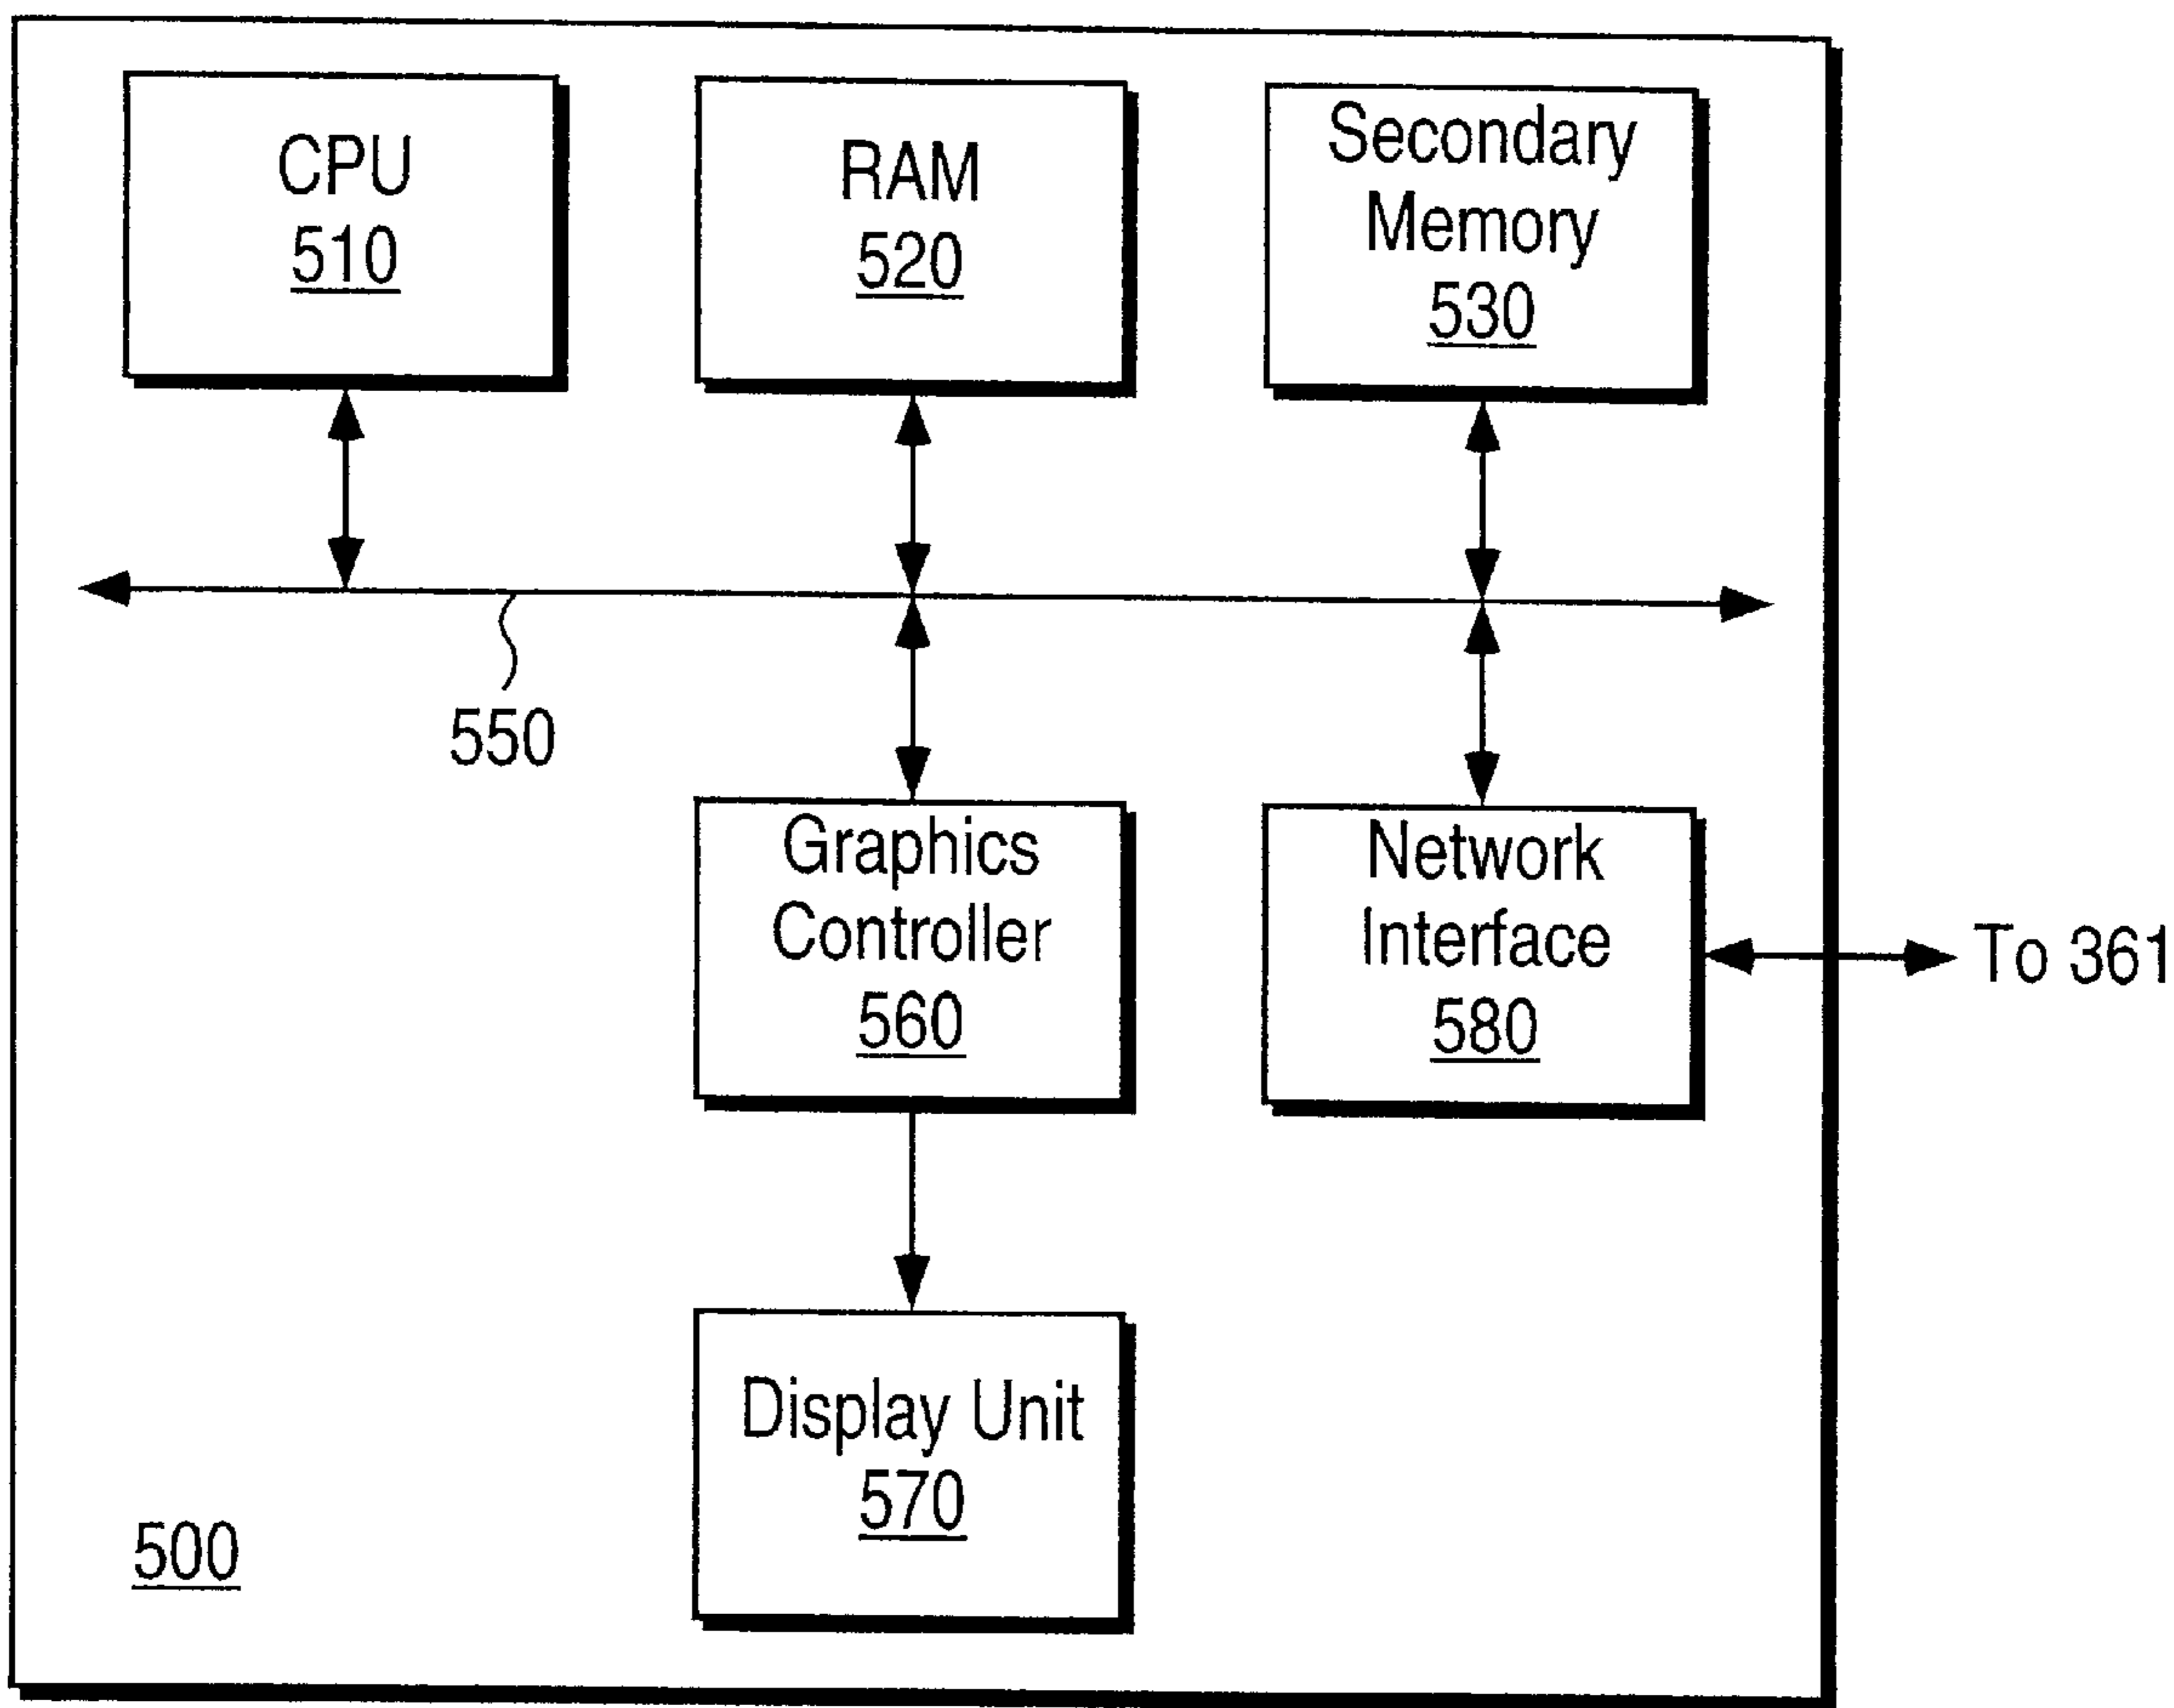 CPU
510
RAM
520
Secondary
Memory
530
550
Graphics
Controller
560
Network
Interface
580
To 361
Display Unit
570
500